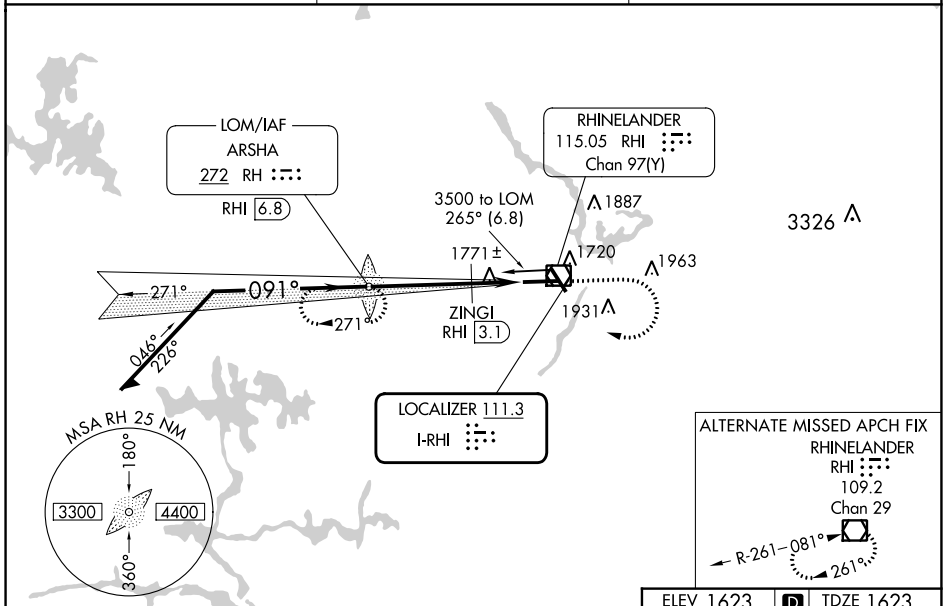 LOM/IAF
ARSHA
272 RH
RHI 6.8
RHINELANDER
115.05 RHI
Chan 97(Y)
3500 to LOM
265° (6.8)
1887
3326
1771±
1720
1963
271°
091°
271°
ZINGI
RHI 3.1
1931
046°
226°
LOCALIZER 111.3
I-RHI
MSA RH 25 NM
180°
3300
4400
360°
ALTERNATE MISSED APCH FIX
RHINELANDER
RHI
109.2
Chan 29
R-261
081°
261°
ELEV 1623
D
TDZE 1623